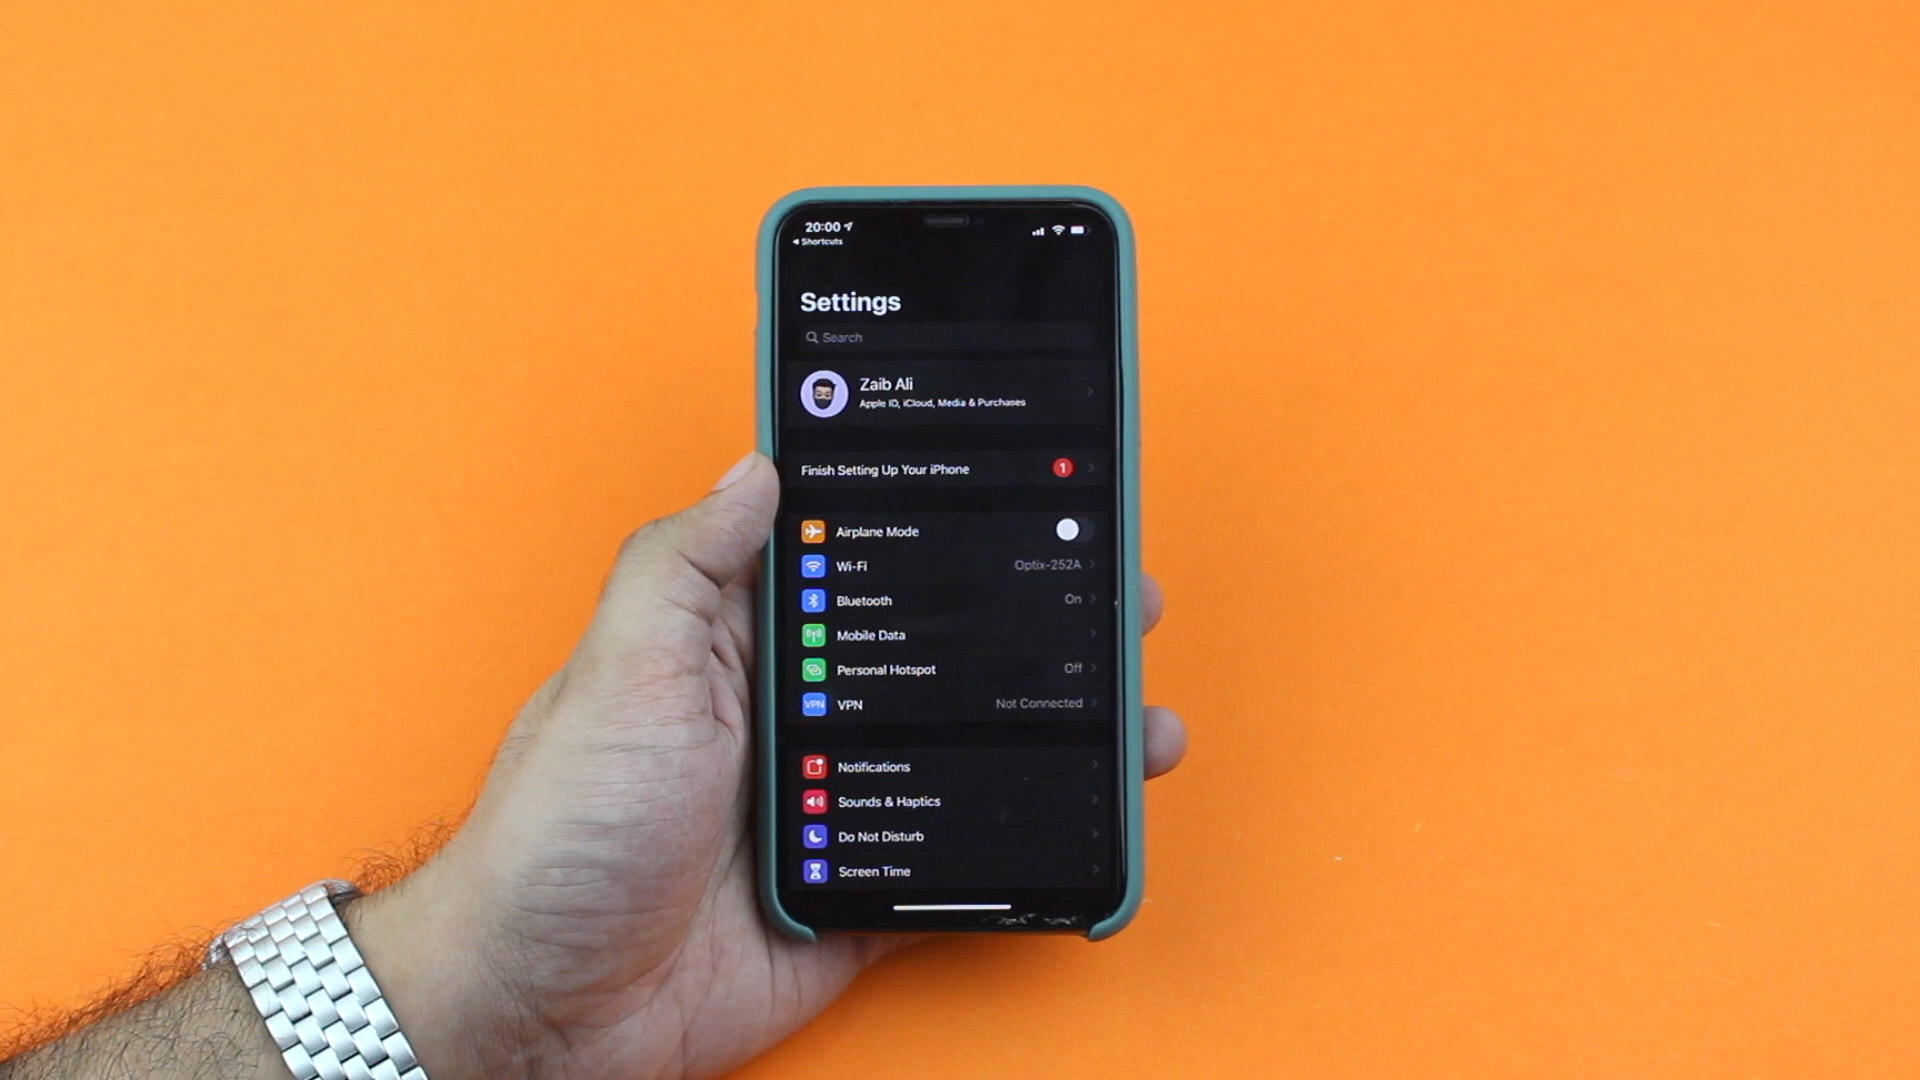 20:00
Shortcuts
Settings
Search
Zaib Ali
Apple ID, iCloud, Media & Purchases
Finish Setting Up Your iPhone 1
Airplane Mode
Wi-Fi Optix-252A
Bluetooth On
Mobile Data
Personal Hotspot Off
VPN VPN Not Connected
Notifications
Sounds & Haptics
Do Not Disturb
Screen Time